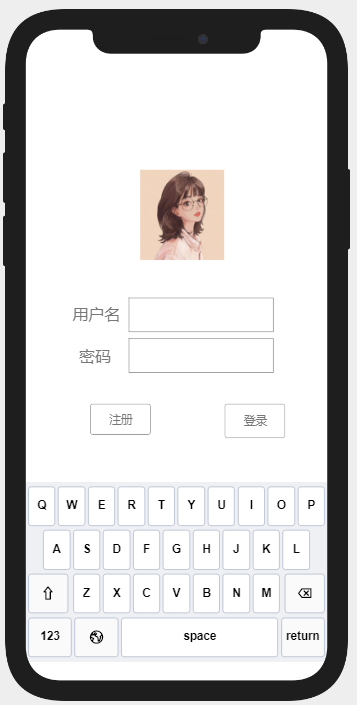 用户名
密码
注册 登录
Q W E R T Y U I O P
A S D F G H J K L
Z X C V B N M
123 space return